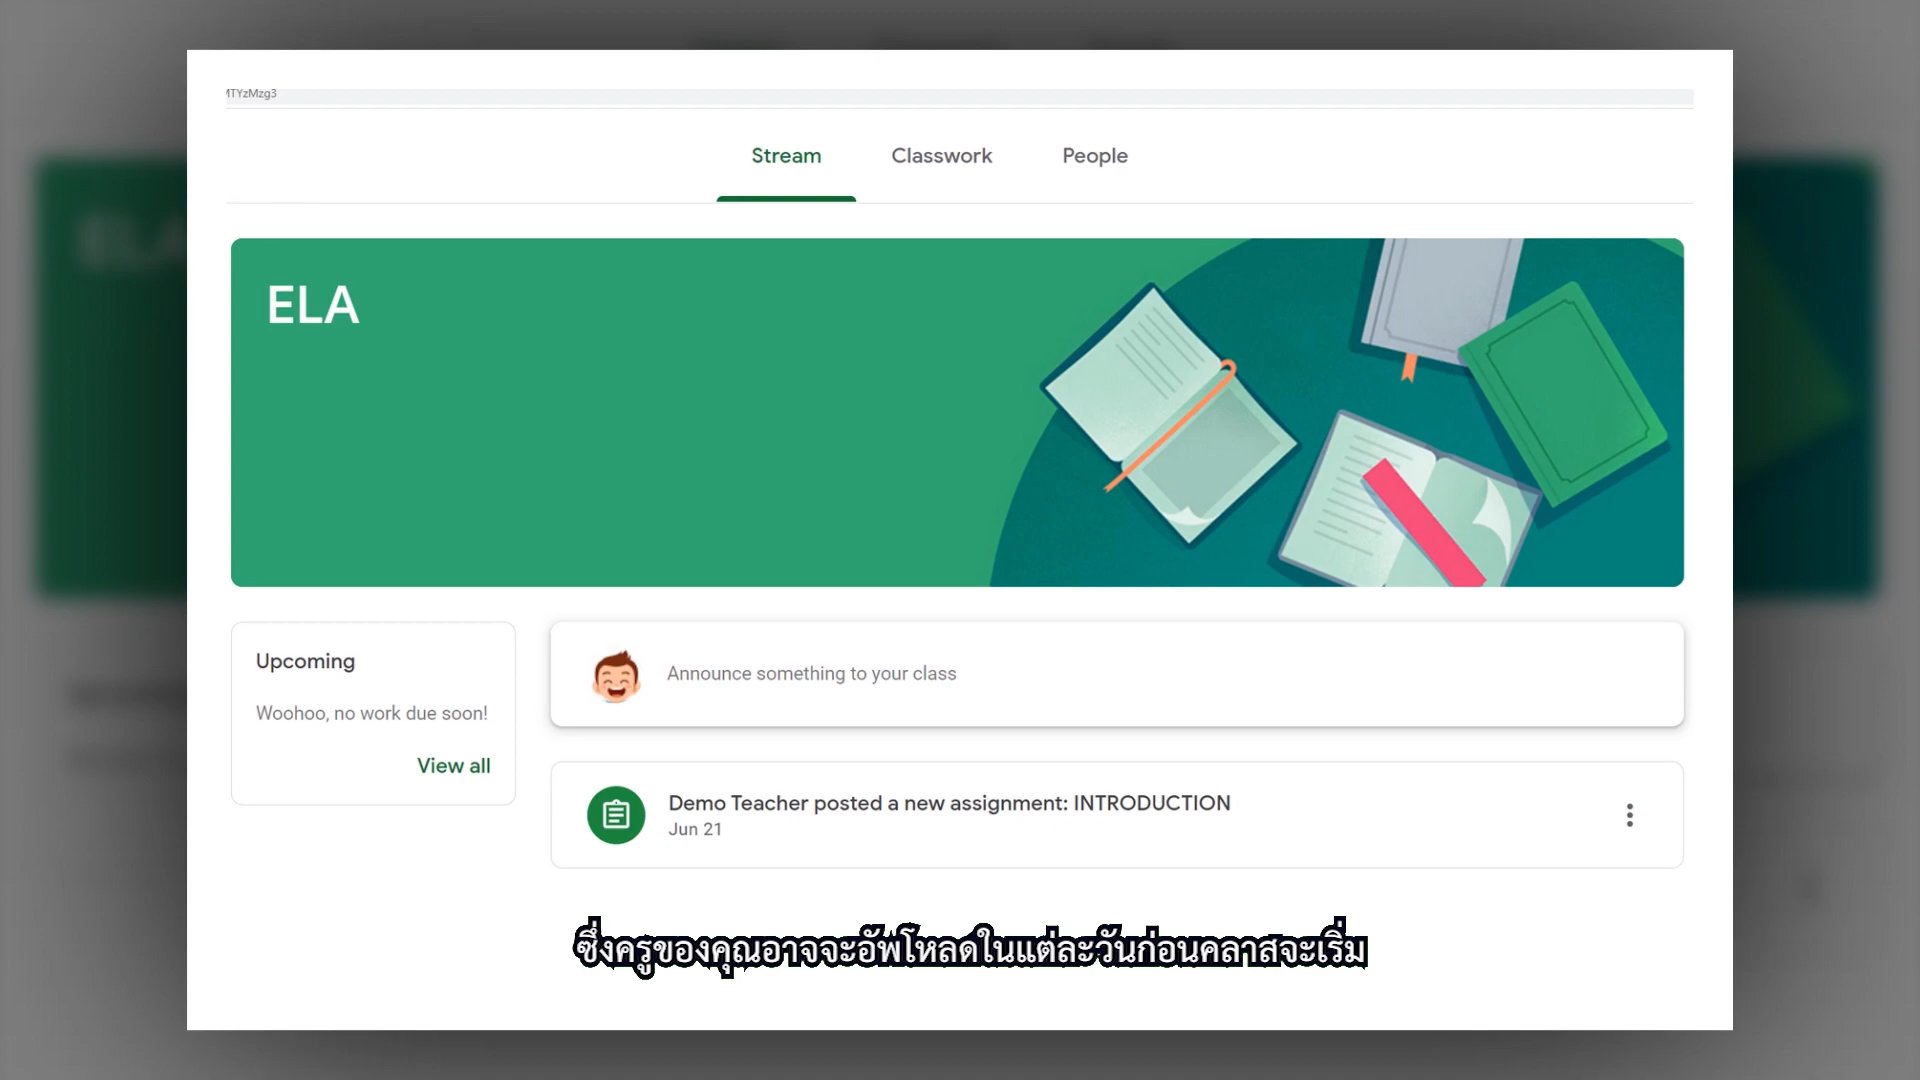 Stream Classwork People
ELA
Upcoming
Woohoo, no work due soon!
View all
Announce something to your class
Demo Teacher posted a new assignment: INTRODUCTION
Jun 21
ซึ่งครูของคุณอาจจะอัพโหลดในแต่ละวันก่อนคลาสจะเริ่ม